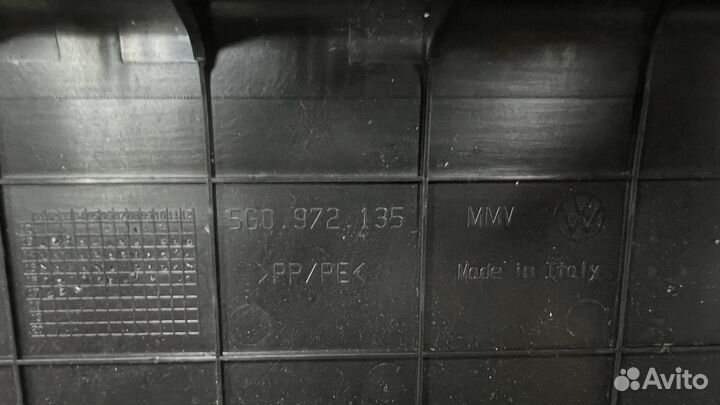 5G0.972.135
MMV
>PP/PE<
Made in Italy
Avito